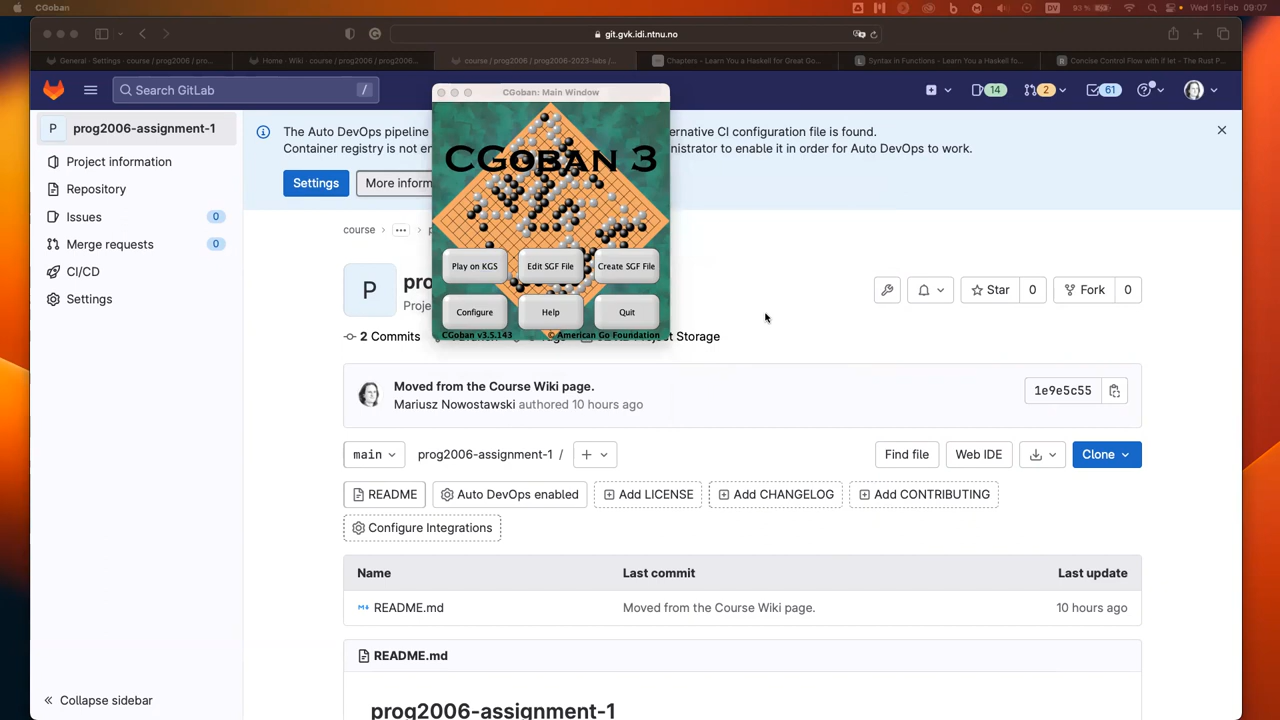 CGoban
93 %
DV
Wed 15 Feb 09:07
git.gvk.idi.ntnu.no
General · Settings · course / prog2006 / pro...
Home · Wiki · course / prog2006 / prog2006...
course / prog2006 / prog2006-2023-labs /...
Chapters - Learn You a Haskell for Great Go...
Syntax in Functions - Learn You a Haskell fo...
Concise Control Flow with if let - The Rust P...
Search GitLab
/
14
2
61
CGoban: Main Window
CGoban 3
Play on KGS
Edit SGF File
Create SGF File
Configure
Help
Quit
CGoban v3.5.143
© American Go Foundation
P
prog2006-assignment-1
Project information
Repository
Issues
0
Merge requests
0
CI/CD
Settings
Collapse sidebar
The Auto DevOps pipeline
ernative CI configuration file is found.
Container registry is not en
inistrator to enable it in order for Auto DevOps to work.
Settings
More inform
course
P
Star
0
Fork
0
2 Commits
Storage
Moved from the Course Wiki page.
Mariusz Nowostawski authored 10 hours ago
1e9e5c55
main
prog2006-assignment-1 /
+
Find file
Web IDE
Clone
README
Auto DevOps enabled
Add LICENSE
Add CHANGELOG
Add CONTRIBUTING
Configure Integrations
Name
Last commit
Last update
README.md
Moved from the Course Wiki page.
10 hours ago
README.md
prog2006-assignment-1